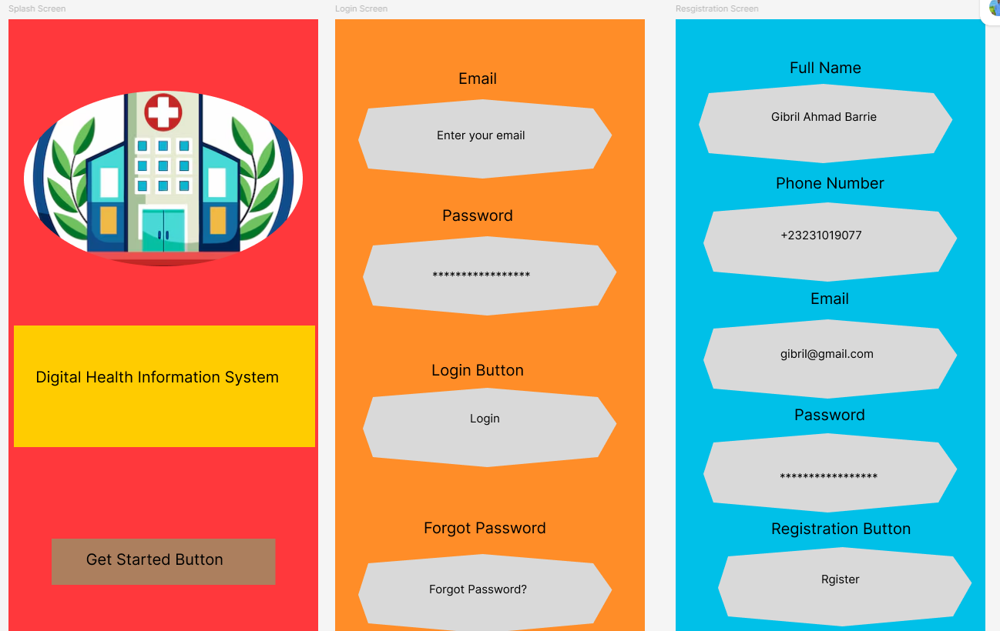 Splash Screen
Digital Health Information System
Get Started Button
Login Screen
Email
Enter your email
Password
*****************
Login Button
Login
Forgot Password
Forgot Password?
Resgistration Screen
Full Name
Gibril Ahmad Barrie
Phone Number
+23231019077
Email
gibril@gmail.com
Password
*****************
Registration Button
Rgister